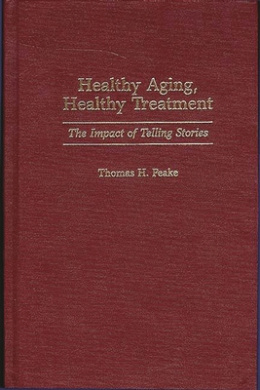 Healthy Aging,
Healthy Treatment
The Impact of Telling Stories
Thomas H. Peake